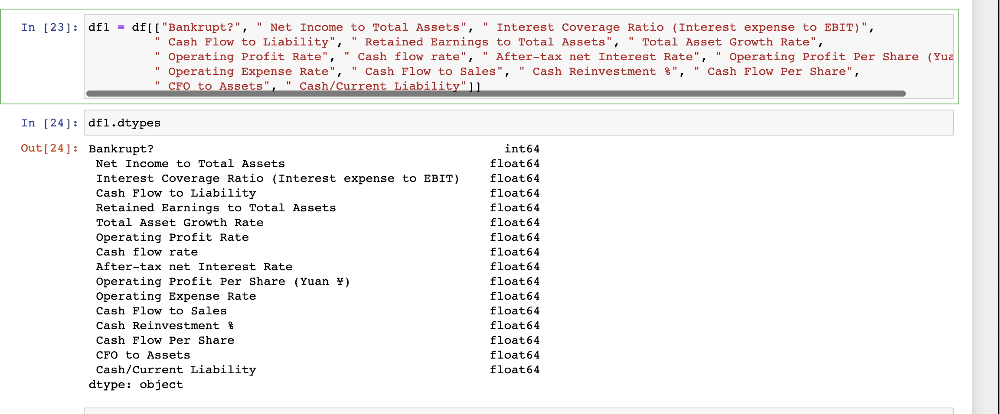 In [23]: df1 = df[["Bankrupt?", " Net Income to Total Assets", " Interest Coverage Ratio (Interest expense to EBIT)",
" Cash Flow to Liability", " Retained Earnings to Total Assets", " Total Asset Growth Rate",
" Operating Profit Rate", " Cash flow rate", " After-tax net Interest Rate", " Operating Profit Per Share (Yua
" Operating Expense Rate", " Cash Flow to Sales", " Cash Reinvestment %", " Cash Flow Per Share",
" CFO to Assets", " Cash/Current Liability"]]
In [24]: df1.dtypes
Out[24]: Bankrupt? int64
Net Income to Total Assets float64
Interest Coverage Ratio (Interest expense to EBIT) float64
Cash Flow to Liability float64
Retained Earnings to Total Assets float64
Total Asset Growth Rate float64
Operating Profit Rate float64
Cash flow rate float64
After-tax net Interest Rate float64
Operating Profit Per Share (Yuan ¥) float64
Operating Expense Rate float64
Cash Flow to Sales float64
Cash Reinvestment % float64
Cash Flow Per Share float64
CFO to Assets float64
Cash/Current Liability float64
dtype: object